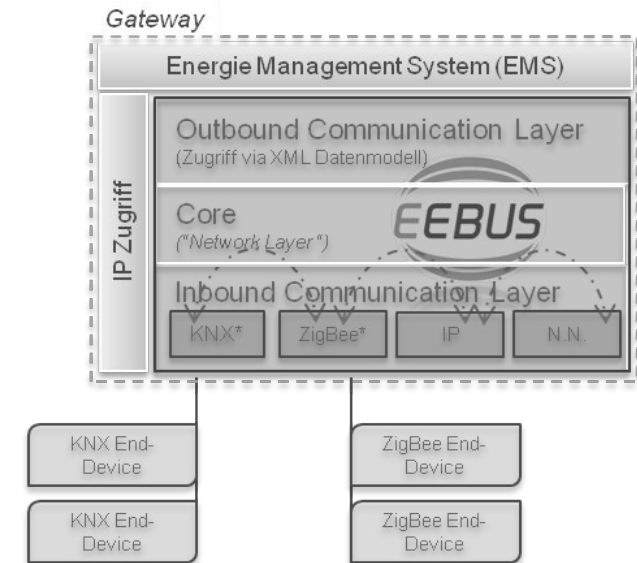 Gateway
Energie Management System (EMS)
IP Zugriff
Outbound Communication Layer
(Zugriff via XML Datenmodell)
Core
("Network Layer")
EEBUS
Inbound Communication Layer
KNX*
ZigBee*
IP
N.N.
KNX End-
Device
ZigBee End-
Device
KNX End-
Device
ZigBee End-
Device